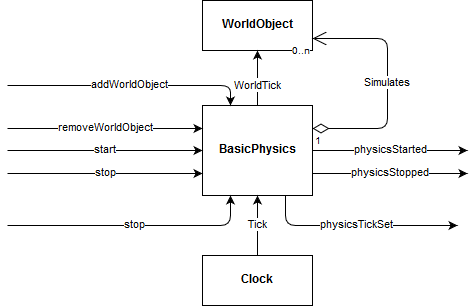 WorldObject
0..n
addWorldObject
WorldTick
Simulates
removeWorldObject
1
start
BasicPhysics
physicsStarted
stop
physicsStopped
stop
Tick
physicsTickSet
Clock